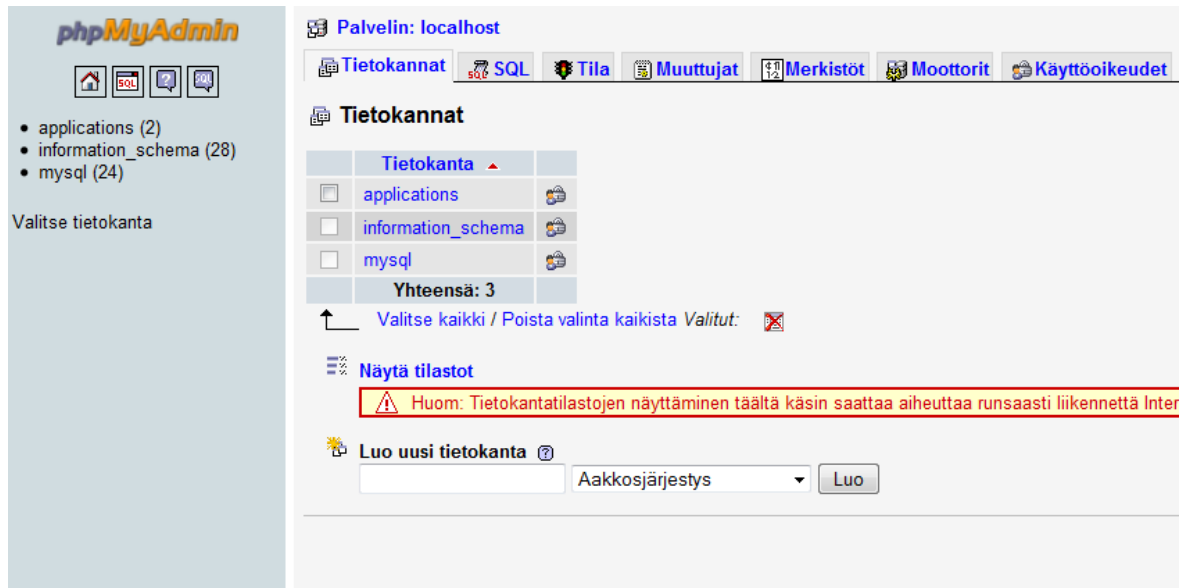 phpMyAdmin
SQL
SQL
applications (2)
information_schema (28)
mysql (24)
Valitse tietokanta
Palvelin: localhost
Tietokannat SQL Tila Muuttujat Merkistöt Moottorit Käyttöoikeudet
Tietokannat
Tietokanta
applications
information_schema
mysql
Yhteensä: 3
Valitse kaikki / Poista valinta kaikista Valitut:
Näytä tilastot
Huom: Tietokantatilastojen näyttäminen täältä käsin saattaa aiheuttaa runsaasti liikennettä Inter
Luo uusi tietokanta
Aakkosjärjestys Luo